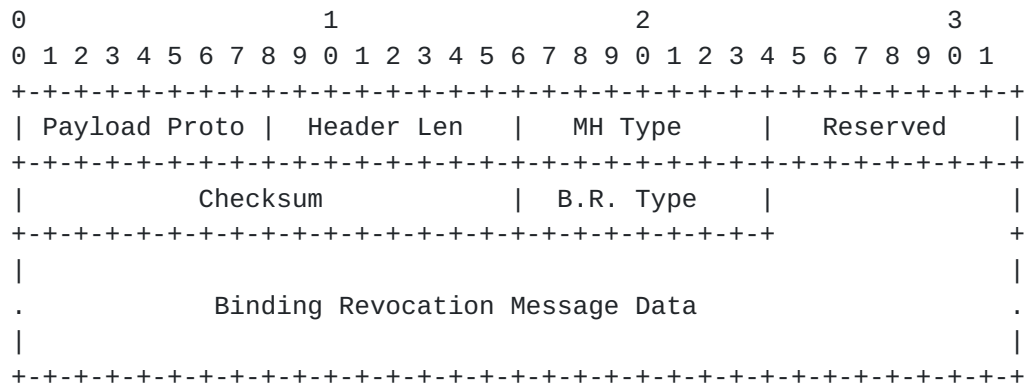 0                   1                   2                   3
0 1 2 3 4 5 6 7 8 9 0 1 2 3 4 5 6 7 8 9 0 1 2 3 4 5 6 7 8 9 0 1
+-+-+-+-+-+-+-+-+-+-+-+-+-+-+-+-+-+-+-+-+-+-+-+-+-+-+-+-+-+-+-+-+
| Payload Proto |  Header Len   |   MH Type     |   Reserved    |
+-+-+-+-+-+-+-+-+-+-+-+-+-+-+-+-+-+-+-+-+-+-+-+-+-+-+-+-+-+-+-+-+
|           Checksum            |  B.R. Type    |               |
+-+-+-+-+-+-+-+-+-+-+-+-+-+-+-+-+-+-+-+-+-+-+-+-+               +
|                                                               |
.            Binding Revocation Message Data                    .
|                                                               |
+-+-+-+-+-+-+-+-+-+-+-+-+-+-+-+-+-+-+-+-+-+-+-+-+-+-+-+-+-+-+-+-+